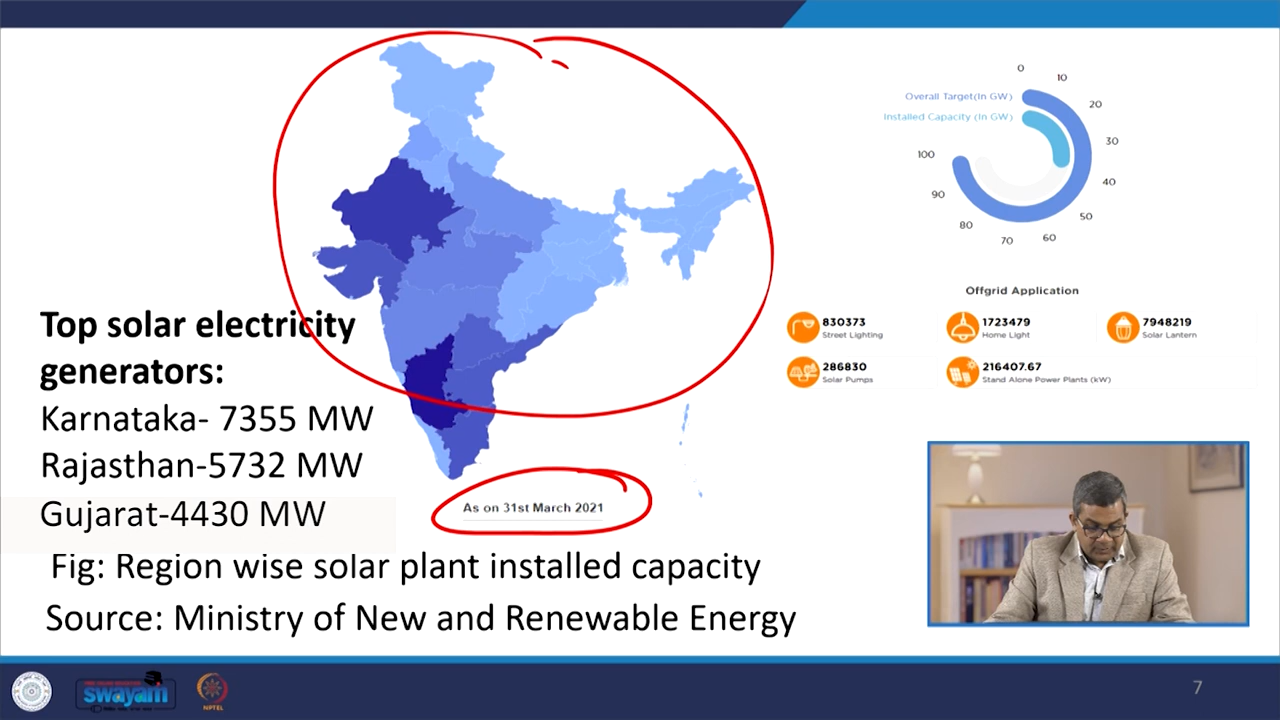 Top solar electricity
generators:
Karnataka- 7355 MW
Rajasthan-5732 MW
Gujarat-4430 MW
As on 31st March 2021
Fig: Region wise solar plant installed capacity
Source: Ministry of New and Renewable Energy
Overall Target(In GW)
Installed Capacity (In GW)
0
10
20
30
40
50
60
70
80
90
100
Offgrid Application
830373
Street Lighting
1723479
Home Light
7948219
Solar Lantern
286830
Solar Pumps
216407.67
Stand Alone Power Plants (kW)
swayam
NPTEL
7